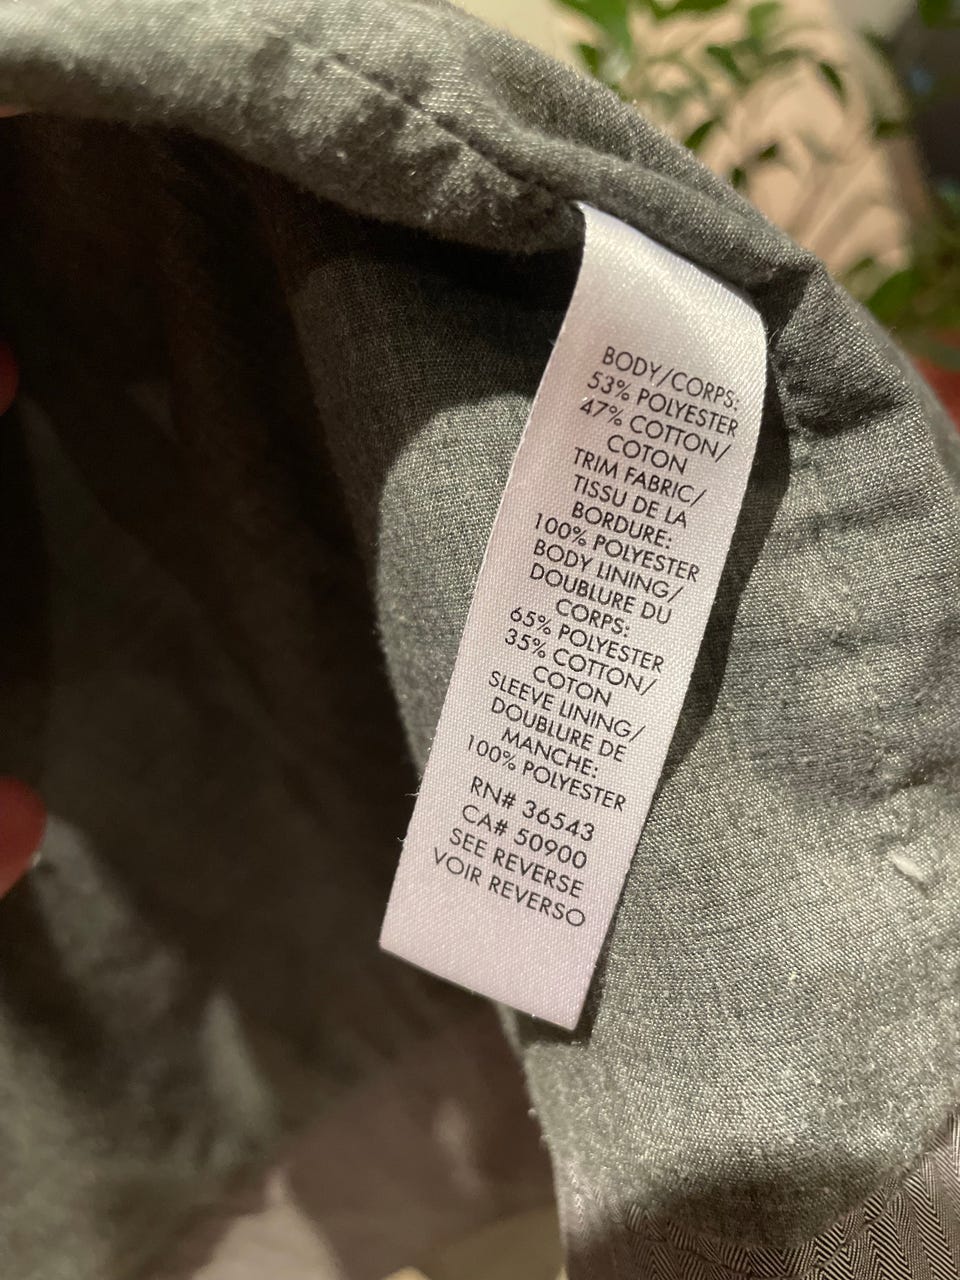 BODY/CORPS:
53% POLYESTER
47% COTTON/
COTON
TRIM FABRIC/
TISSU DE LA
BORDURE:
100% POLYESTER
BODY LINING/
DOUBLURE DU
CORPS:
65% POLYESTER
35% COTTON/
COTON
SLEEVE LINING/
DOUBLURE DE
MANCHE:
100% POLYESTER
RN# 36543
CA# 50900
SEE REVERSE
VOIR REVERSO